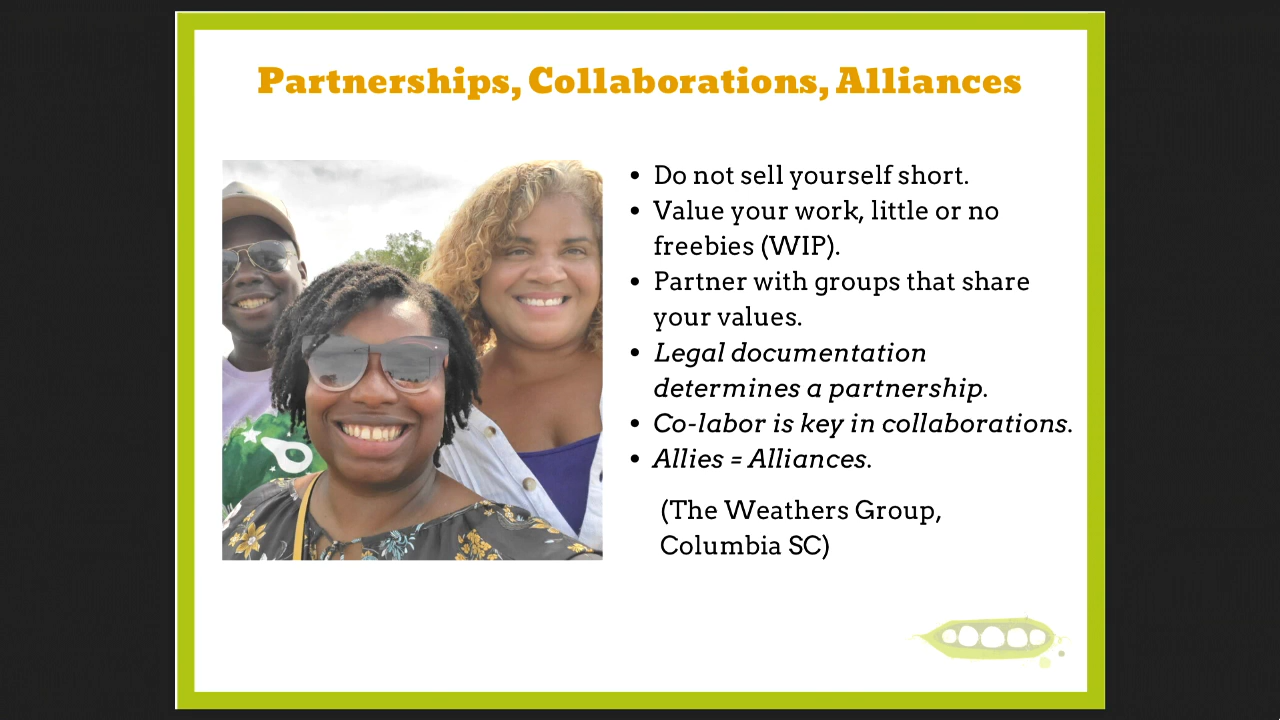 Partnerships, Collaborations, Alliances
Do not sell yourself short.
Value your work, little or no
freebies (WIP).
Partner with groups that share
your values.
Legal documentation
determines a partnership.
Co-labor is key in collaborations.
Allies = Alliances.
(The Weathers Group,
Columbia SC)